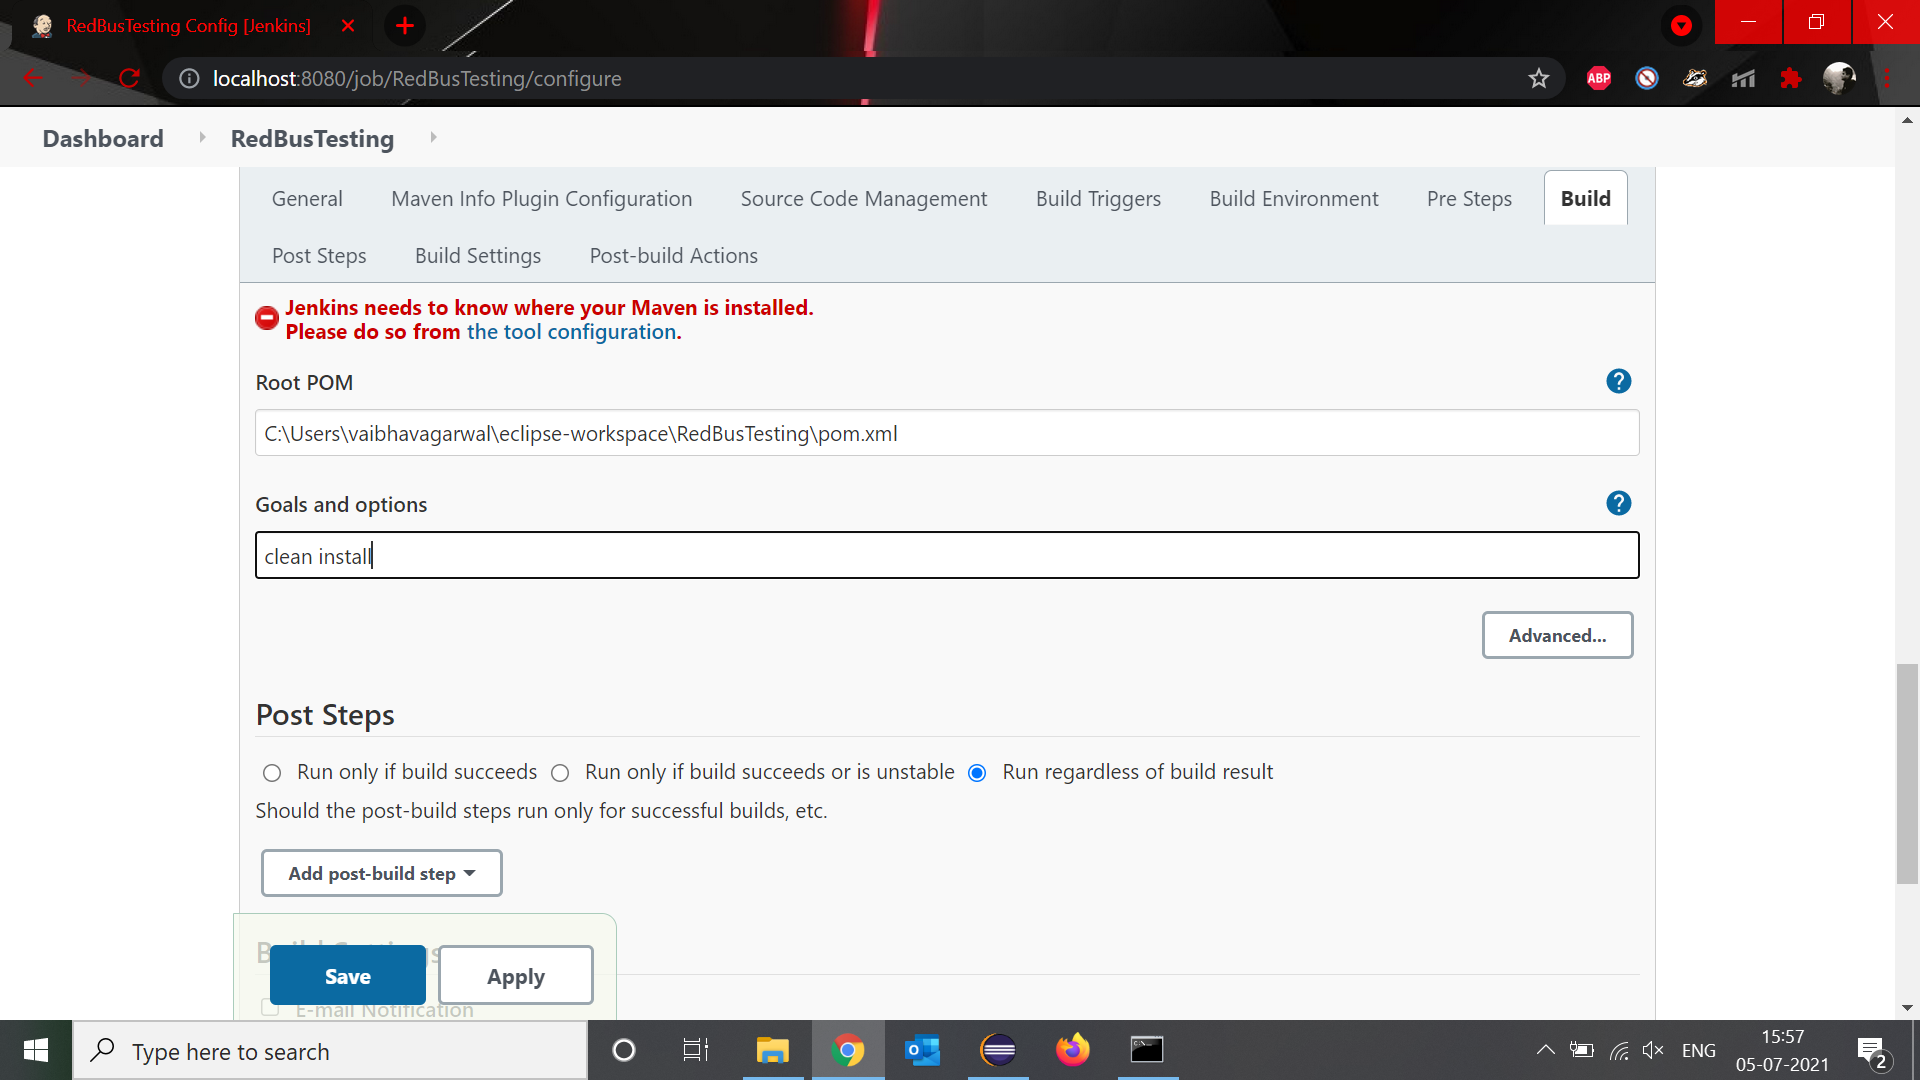 RedBusTesting Config [Jenkins]
localhost:8080/job/RedBusTesting/configure
ABP
Dashboard
RedBusTesting
General
Maven Info Plugin Configuration
Source Code Management
Build Triggers
Build Environment
Pre Steps
Build
Post Steps
Build Settings
Post-build Actions
Jenkins needs to know where your Maven is installed.
Please do so from the tool configuration.
Root POM
?
C:\Users\vaibhavagarwal\eclipse-workspace\RedBusTesting\pom.xml
Goals and options
?
clean install
Advanced...
Post Steps
Run only if build succeeds
Run only if build succeeds or is unstable
Run regardless of build result
Should the post-build steps run only for successful builds, etc.
Add post-build step
Build Settings
Save
Apply
E-mail Notification
Type here to search
ENG
15:57
05-07-2021
2